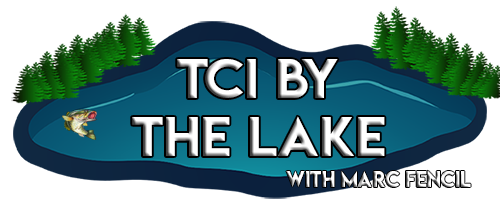 TCI BY
THE LAKE
WITH MARC FENCIL